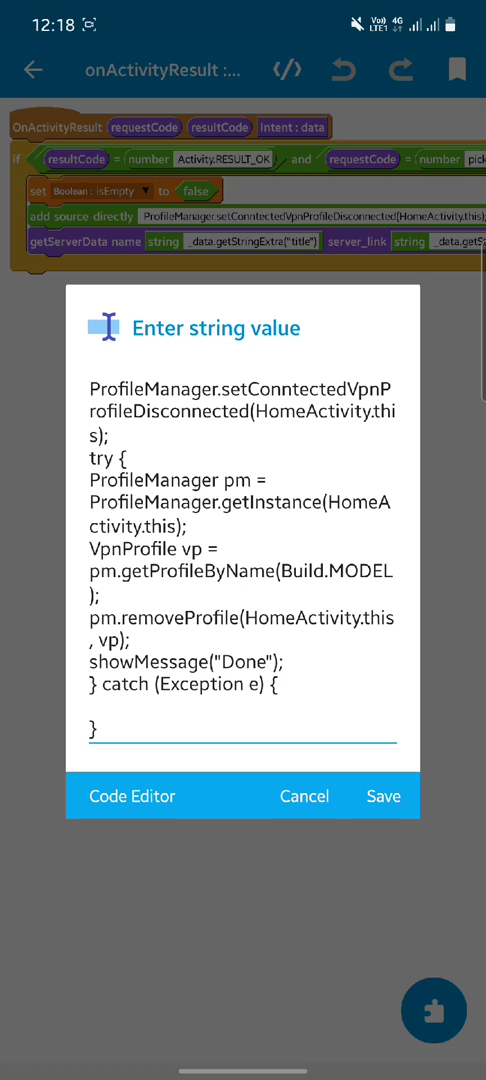 12:18
Vo)) 4G
LTE1
onActivityResult :...
OnActivityResult requestCode resultCode Intent : data
if resultCode = number Activity.RESULT_OK and requestCode = number pick
set Boolean : isEmpty to false
add source directly ProfileManager.setConntectedVpnProfileDisconnected(HomeActivity.this);
getServerData name string _data.getStringExtra("title") server_link string _data.getS
Enter string value
ProfileManager.setConntectedVpnP
rofileDisconnected(HomeActivity.thi
s);
try {
ProfileManager pm =
ProfileManager.getInstance(HomeA
ctivity.this);
VpnProfile vp =
pm.getProfileByName(Build.MODEL
);
pm.removeProfile(HomeActivity.this
, vp);
showMessage("Done");
} catch (Exception e) {
}
Code Editor Cancel Save